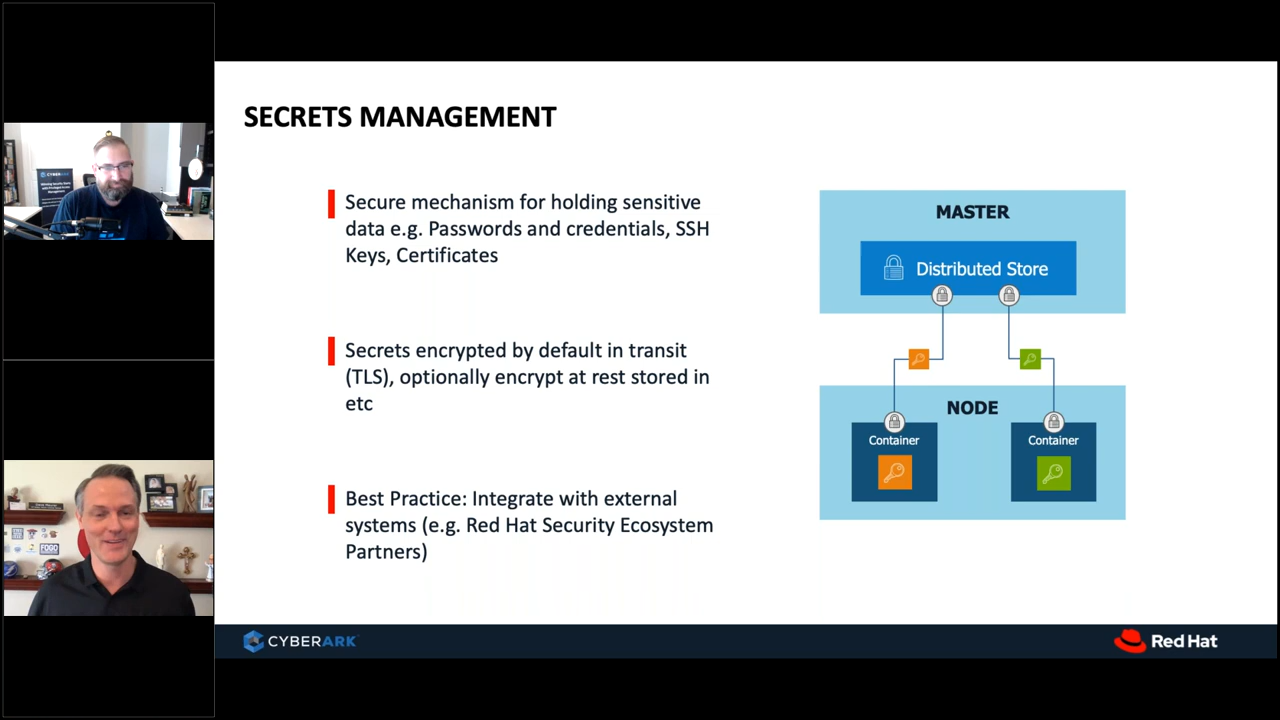 SECRETS MANAGEMENT
Secure mechanism for holding sensitive
data e.g. Passwords and credentials, SSH
Keys, Certificates
Secrets encrypted by default in transit
(TLS), optionally encrypt at rest stored in
etc
Best Practice: Integrate with external
systems (e.g. Red Hat Security Ecosystem
Partners)
MASTER
Distributed Store
NODE
Container
Container
CYBERARK
Red Hat
CYBERARK
FDGO